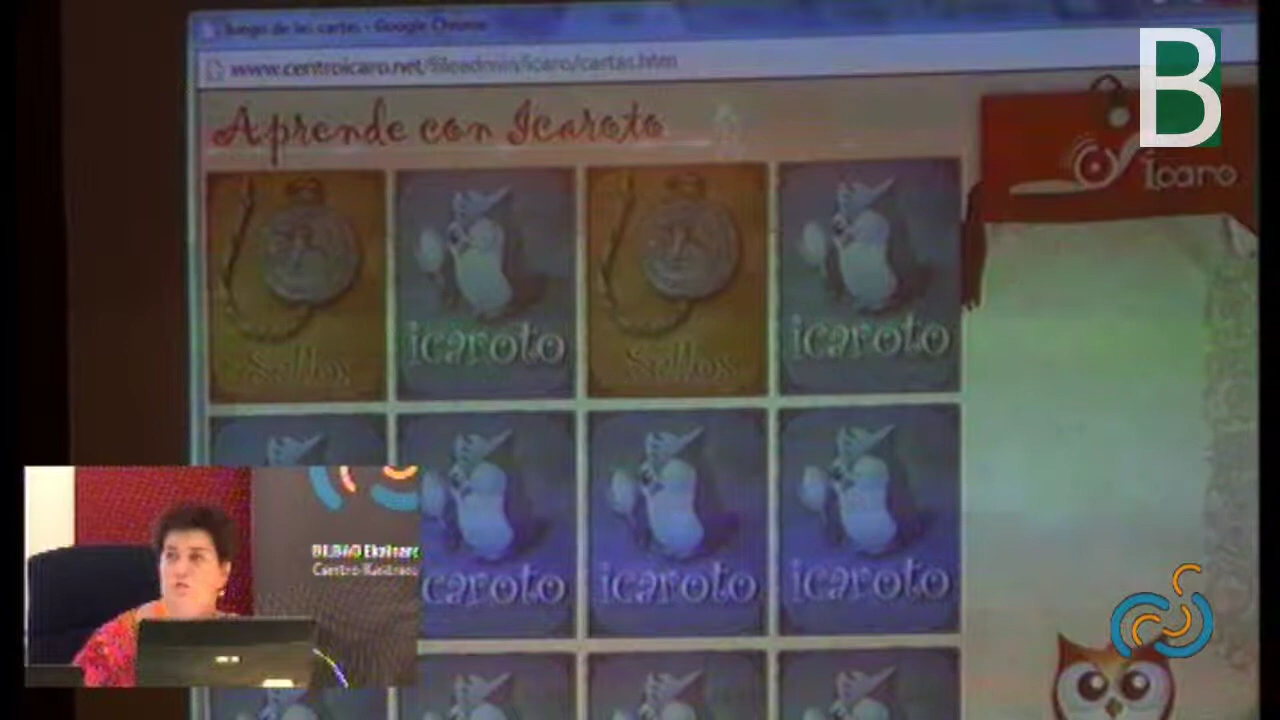 Juego de las cartas - Google Chrome
www.centroicaro.net/fileadmin/icaro/cartas.htm
B
Aprende con Icaroto
Icaro
Sellos
icaroto
Sellos
icaroto
BILBAO Ekintza
icaroto
icaroto
icaroto